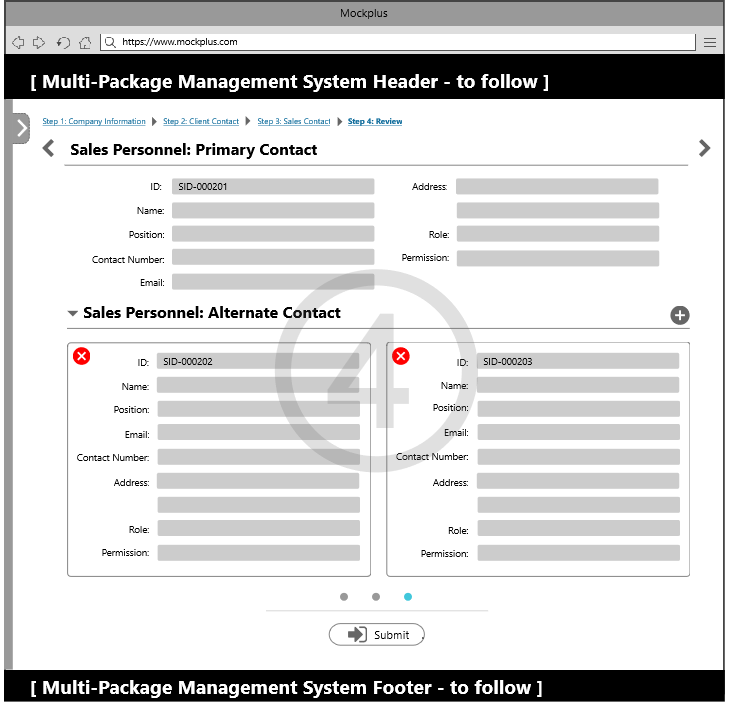 Mockplus
https://www.mockplus.com
[ Multi-Package Management System Header - to follow ]
Step 1: Company Information Step 2: Client Contact Step 3: Sales Contact Step 4: Review
Sales Personnel: Primary Contact
ID: SID-000201
Name:
Position:
Contact Number:
Email:
Address:
Role:
Permission:
Sales Personnel: Alternate Contact
4
ID: SID-000202
Name:
Position:
Email:
Contact Number:
Address:
Role:
Permission:
ID: SID-000203
Name:
Position:
Email:
Contact Number:
Address:
Role:
Permission:
Submit
[ Multi-Package Management System Footer - to follow ]